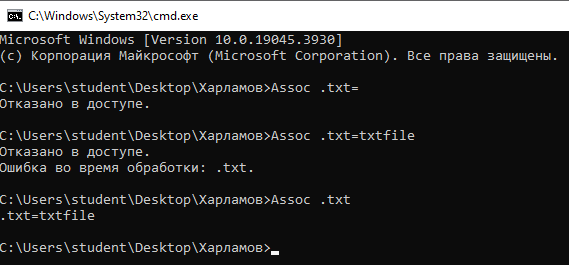 C:\Windows\System32\cmd.exe
Microsoft Windows [Version 10.0.19045.3930]
(c) Корпорация Майкрософт (Microsoft Corporation). Все права защищены.
C:\Users\student\Desktop\Харламов>Assoc .txt=
Отказано в доступе.
C:\Users\student\Desktop\Харламов>Assoc .txt=txtfile
Отказано в доступе.
Ошибка во время обработки: .txt.
C:\Users\student\Desktop\Харламов>Assoc .txt
.txt=txtfile
C:\Users\student\Desktop\Харламов>